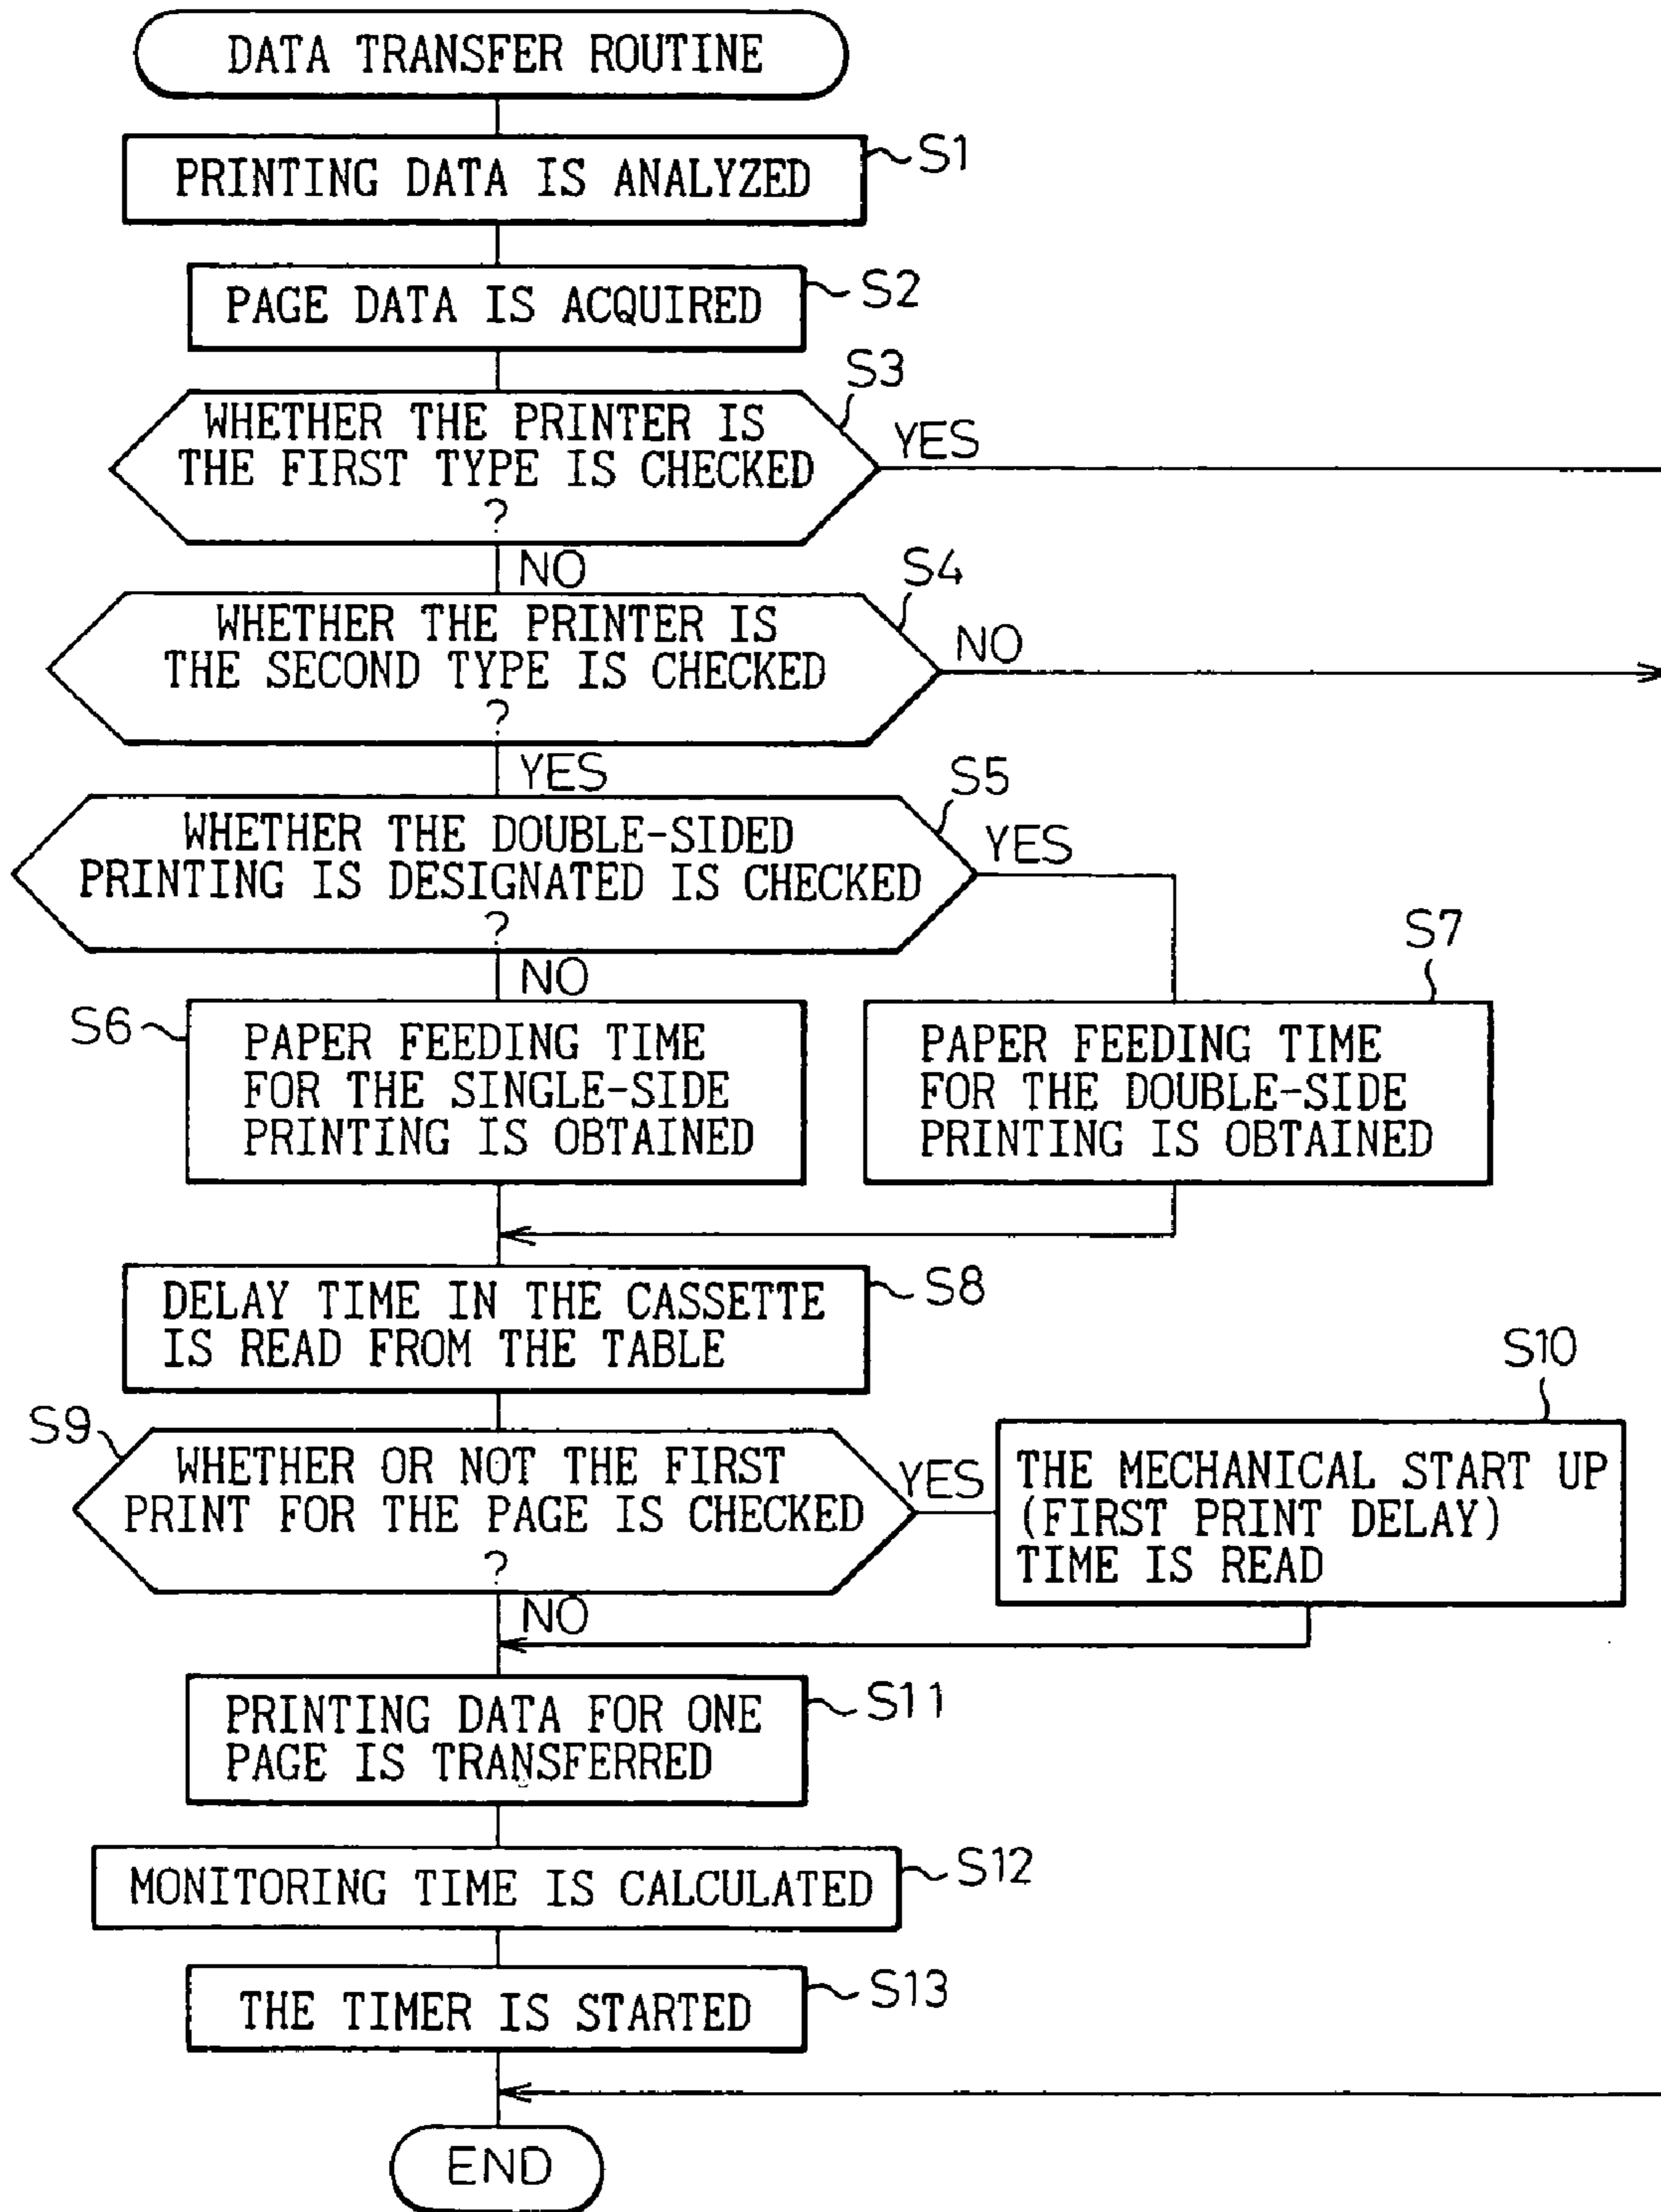 DATA TRANSFER ROUTINE
PRINTING DATA IS ANALYZED
S1
PAGE DATA IS ACQUIRED
S2
WHETHER THE PRINTER IS
THE FIRST TYPE IS CHECKED
?
S3
YES
NO
WHETHER THE PRINTER IS
THE SECOND TYPE IS CHECKED
?
S4
NO
YES
WHETHER THE DOUBLE-SIDED
PRINTING IS DESIGNATED IS CHECKED
?
S5
YES
NO
S6
PAPER FEEDING TIME
FOR THE SINGLE-SIDE
PRINTING IS OBTAINED
S7
PAPER FEEDING TIME
FOR THE DOUBLE-SIDE
PRINTING IS OBTAINED
DELAY TIME IN THE CASSETTE
IS READ FROM THE TABLE
S8
S9
WHETHER OR NOT THE FIRST
PRINT FOR THE PAGE IS CHECKED
?
YES
NO
S10
THE MECHANICAL START UP
(FIRST PRINT DELAY)
TIME IS READ
PRINTING DATA FOR ONE
PAGE IS TRANSFERRED
S11
MONITORING TIME IS CALCULATED
S12
THE TIMER IS STARTED
S13
END